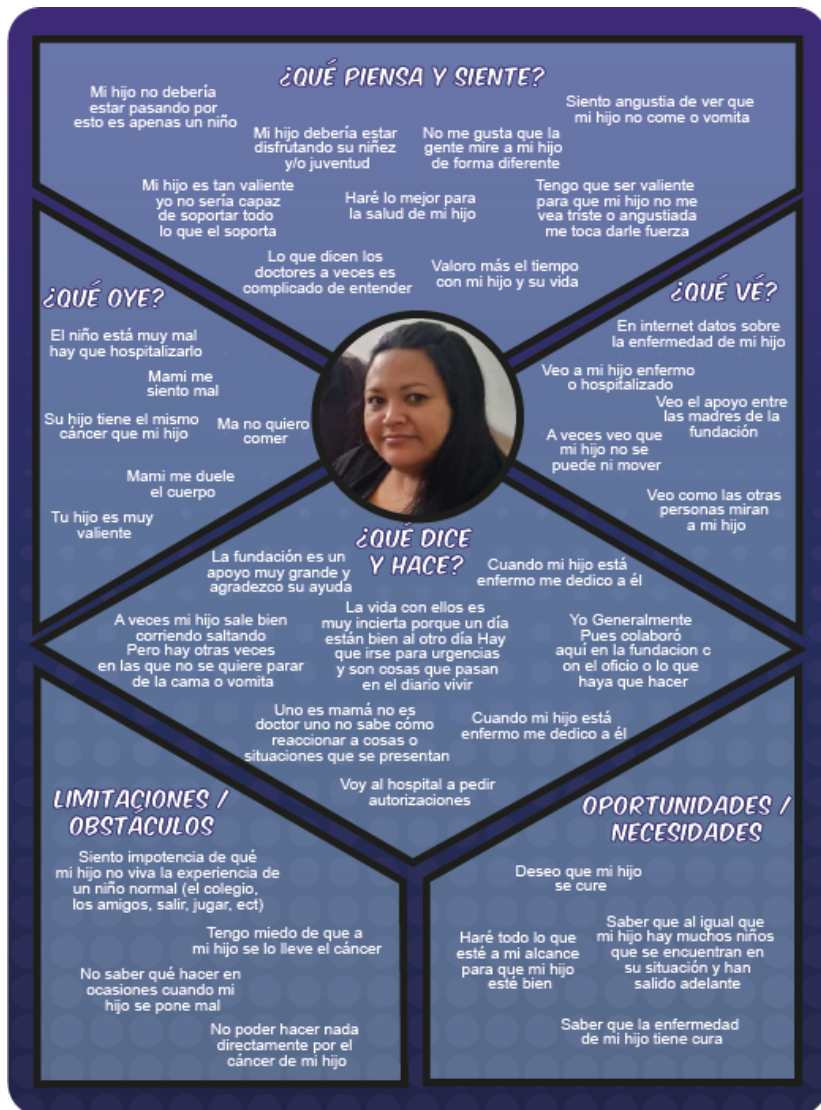 ¿QUÉ PIENSA Y SIENTE?
Mi hijo no debería
estar pasando por
esto es apenas un niño
Mi hijo debería estar
disfrutando su niñez
y/o juventud
No me gusta que la
gente mire a mi hijo
de forma diferente
Siento angustia de ver que
mi hijo no come o vomita
Mi hijo es tan valiente
yo no sería capaz
de soportar todo
lo que el soporta
Haré lo mejor para
la salud de mi hijo
Tengo que ser valiente
para que mi hijo no me
vea triste o angustiada
me toca darle fuerza
Lo que dicen los
doctores a veces es
complicado de entender
Valoro más el tiempo
con mi hijo y su vida
¿QUÉ OYE?
El niño está muy mal
hay que hospitalizarlo
Mami me
siento mal
Su hijo tiene el mismo
cáncer que mi hijo
Ma no quiero
comer
Mami me duele
el cuerpo
Tu hijo es muy
valiente
¿QUÉ VÉ?
En internet datos sobre
la enfermedad de mi hijo
Veo a mi hijo enfermo
o hospitalizado
Veo el apoyo entre
las madres de la
fundación
A veces veo que
mi hijo no se
puede ni mover
Veo como las otras
personas miran
a mi hijo
¿QUÉ DICE
Y HACE?
La fundación es un
apoyo muy grande y
agradezco su ayuda
Cuando mi hijo está
enfermo me dedico a él
A veces mi hijo sale bien
corriendo saltando
Pero hay otras veces
en las que no se quiere parar
de la cama o vomita
La vida con ellos es
muy incierta porque un día
están bien al otro día Hay
que irse para urgencias
y son cosas que pasan
en el diario vivir
Yo Generalmente
Pues colaboró
aquí en la fundacion c
on el oficio o lo que
haya que hacer
Uno es mamá no es
doctor uno no sabe cómo
reaccionar a cosas o
situaciones que se presentan
Cuando mi hijo está
enfermo me dedico a él
Voy al hospital a pedir
autorizaciones
LIMITACIONES /
OBSTÁCULOS
Siento impotencia de qué
mi hijo no viva la experiencia de
un niño normal (el colegio,
los amigos, salir, jugar, ect)
Tengo miedo de que a
mi hijo se lo lleve el cáncer
No saber qué hacer en
ocasiones cuando mi
hijo se pone mal
No poder hacer nada
directamente por el
cáncer de mi hijo
OPORTUNIDADES /
NECESIDADES
Deseo que mi hijo
se cure
Haré todo lo que
esté a mi alcance
para que mi hijo
esté bien
Saber que al igual que
mi hijo hay muchos niños
que se encuentran en
su situación y han
salido adelante
Saber que la enfermedad
de mi hijo tiene cura